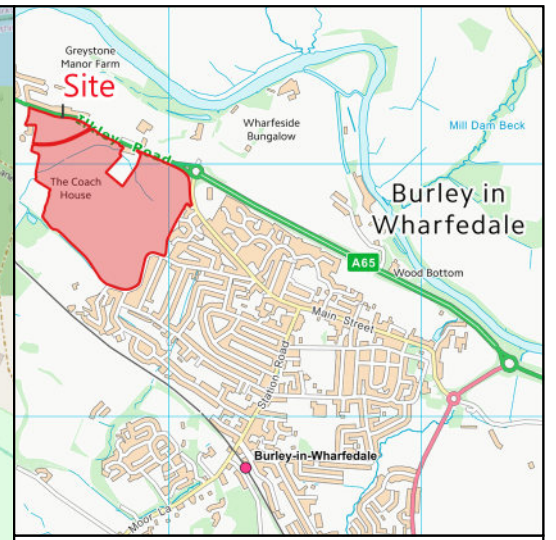 Greystone
Manor Farm
Site
Ilkley Road
Wharfeside
Bungalow
Mill Dam Beck
The Coach
House
Burley in
Wharfedale
A65
Wood Bottom
Main Street
Station Road
Burley-in-Wharfedale
Moor La